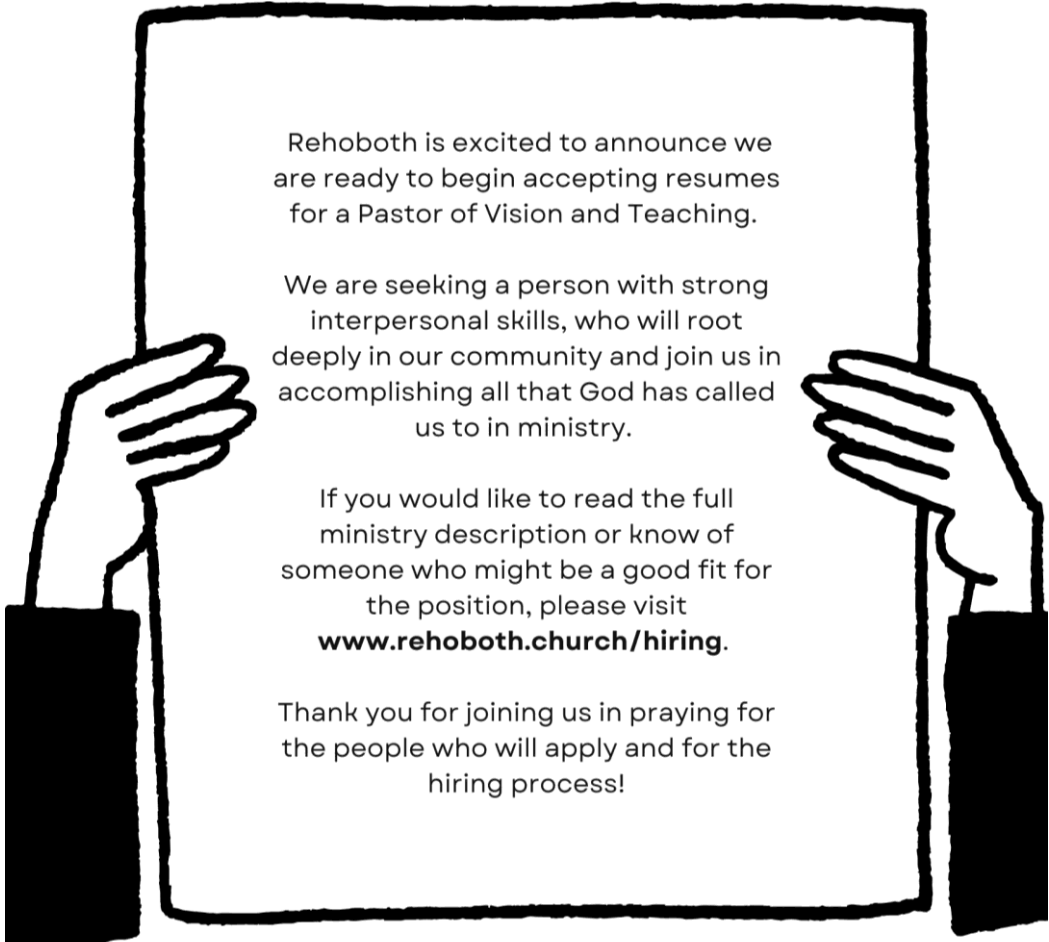 Rehoboth is excited to announce we
are ready to begin accepting resumes
for a Pastor of Vision and Teaching.
We are seeking a person with strong
interpersonal skills, who will root
deeply in our community and join us in
accomplishing all that God has called
us to in ministry.
If you would like to read the full
ministry description or know of
someone who might be a good fit for
the position, please visit
www.rehoboth.church/hiring.
Thank you for joining us in praying for
the people who will apply and for the
hiring process!